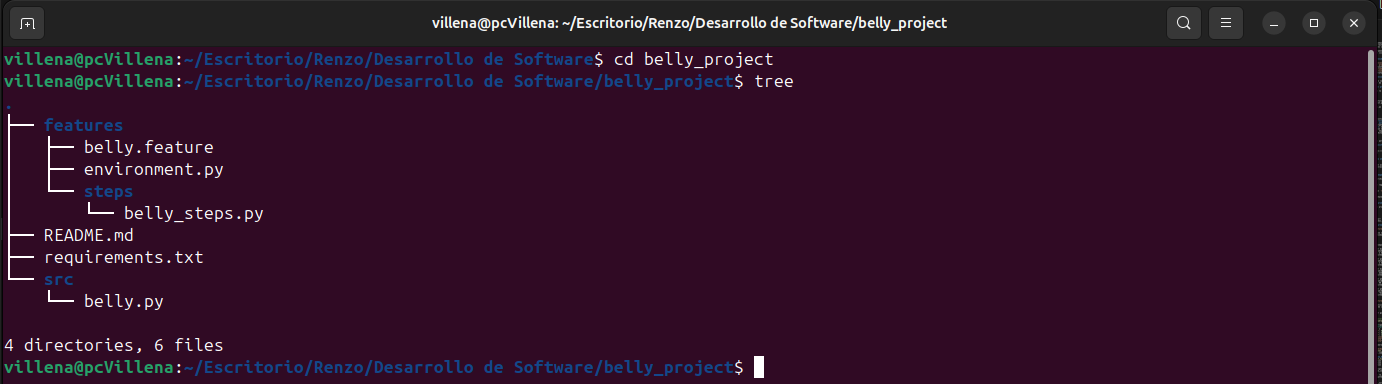 villena@pcVillena: ~/Escritorio/Renzo/Desarrollo de Software/belly_project
villena@pcVillena:~/Escritorio/Renzo/Desarrollo de Software$ cd belly_project
villena@pcVillena:~/Escritorio/Renzo/Desarrollo de Software/belly_project$ tree
.
├── features
│   ├── belly.feature
│   ├── environment.py
│   └── steps
│       └── belly_steps.py
├── README.md
├── requirements.txt
└── src
    └── belly.py
4 directories, 6 files
villena@pcVillena:~/Escritorio/Renzo/Desarrollo de Software/belly_project$